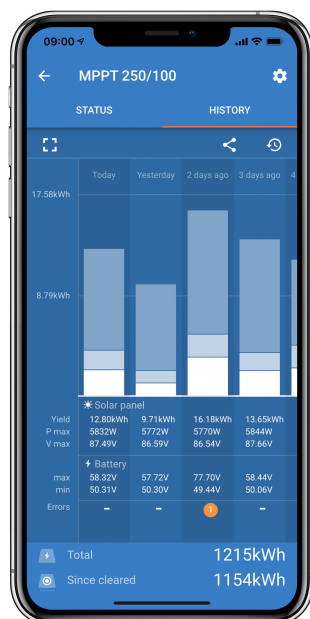 09:00
MPPT 250/100
STATUS HISTORY
Today Yesterday 2 days ago 3 days ago 4
17.58kWh
8.79kWh
Solar panel
Yield 12.80kWh 9.71kWh 16.18kWh 13.65kWh
P max 5832W 5772W 5770W 5844W
V max 87.49V 86.59V 86.54V 87.66V
Battery
max 58.32V 57.72V 77.70V 58.44V
min 50.31V 50.30V 49.44V 50.06V
Errors – – 1 –
Total 1215kWh
Since cleared 1154kWh